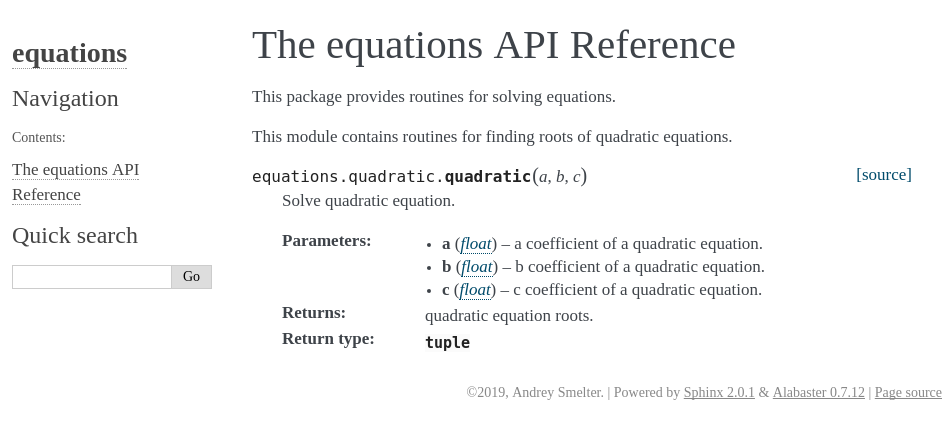 equations
Navigation
Contents:
The equations API
Reference
Quick search
Go
The equations API Reference
This package provides routines for solving equations.
This module contains routines for finding roots of quadratic equations.
equations.quadratic.quadratic(a, b, c) [source]
Solve quadratic equation.
Parameters:
• a (float) – a coefficient of a quadratic equation.
• b (float) – b coefficient of a quadratic equation.
• c (float) – c coefficient of a quadratic equation.
Returns: quadratic equation roots.
Return type: tuple
©2019, Andrey Smelter. | Powered by Sphinx 2.0.1 & Alabaster 0.7.12 | Page source